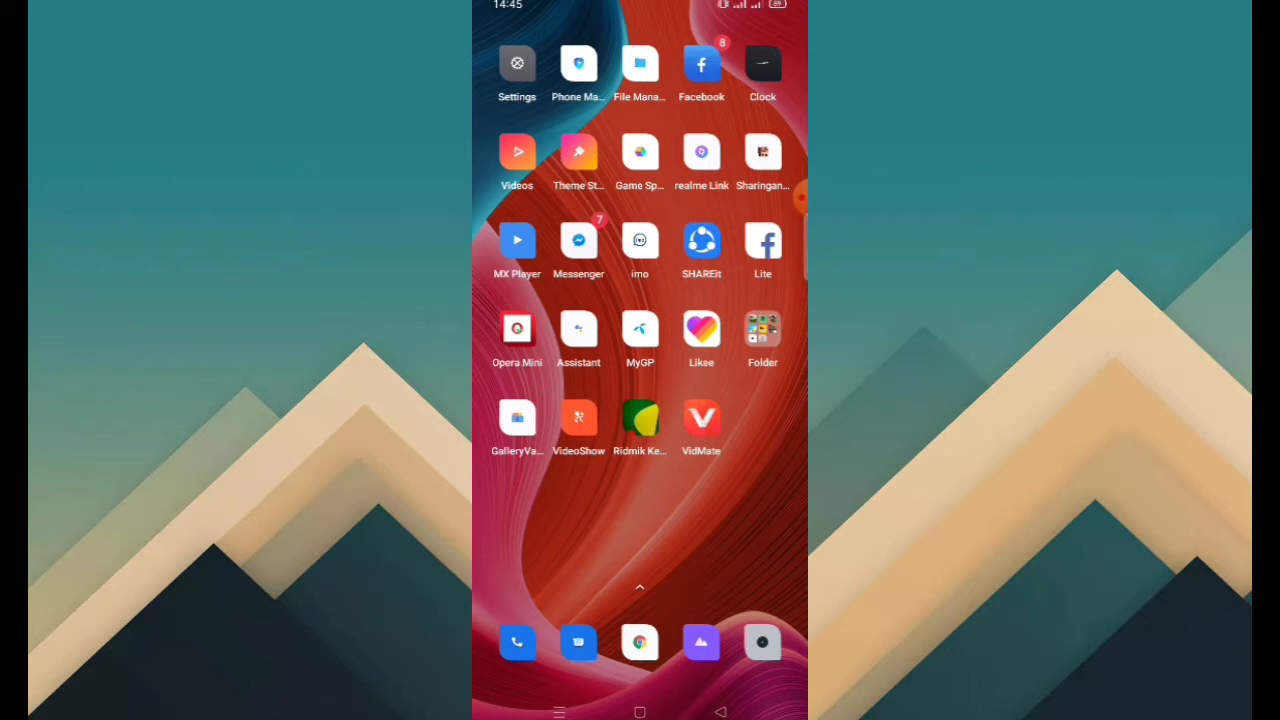 14:45
8
Settings Phone Ma... File Mana... Facebook Clock
Videos Theme St... Game Sp... realme Link Sharingan...
7
MX Player Messenger imo SHAREit Lite
Opera Mini Assistant MyGP Likee Folder
GalleryVa... VideoShow Ridmik Ke... VidMate